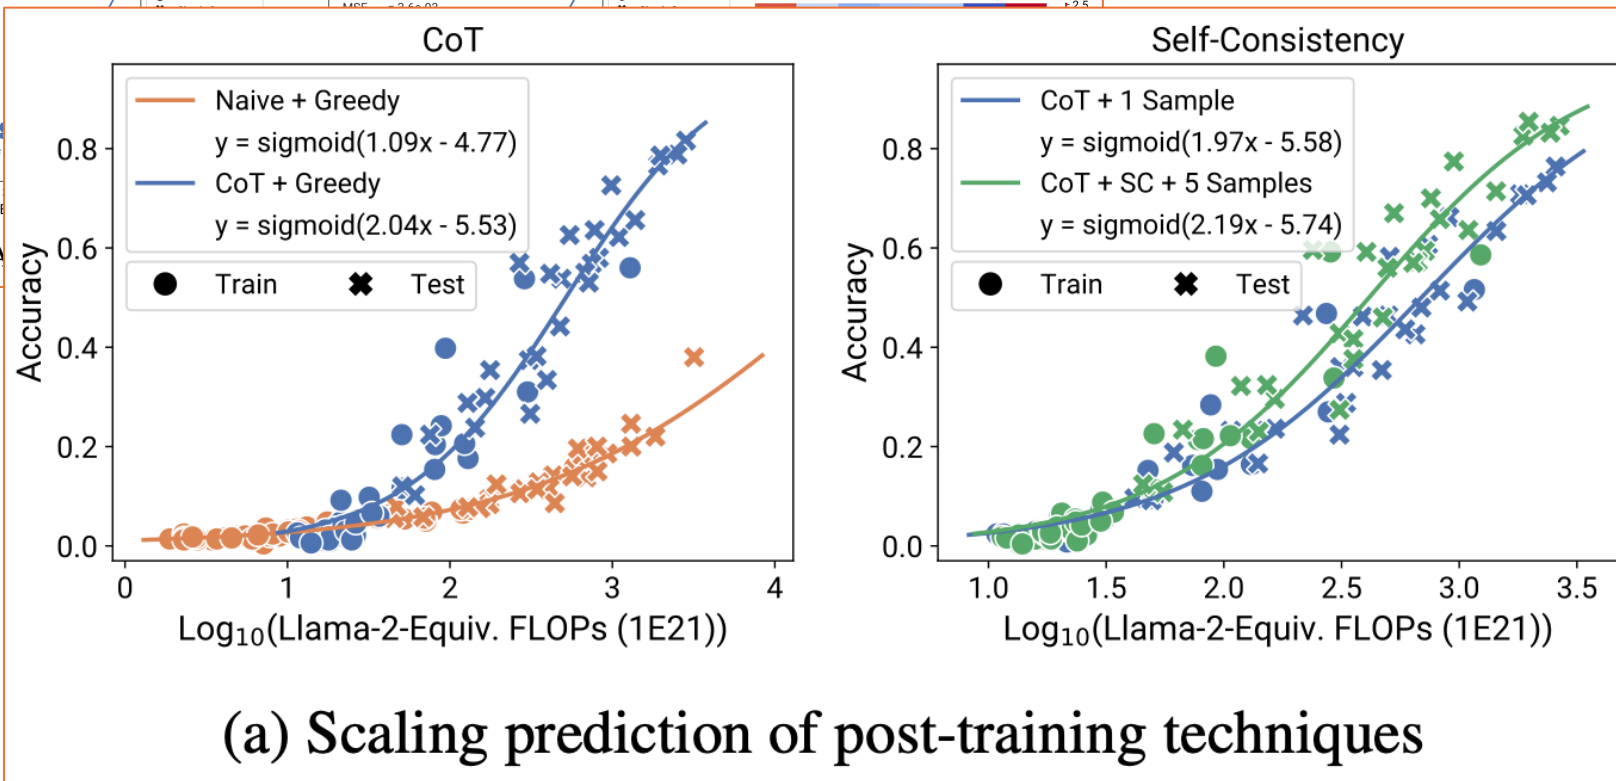 CoT
Naive + Greedy
y = sigmoid(1.09x - 4.77)
CoT + Greedy
y = sigmoid(2.04x - 5.53)
Train
Test
Accuracy
0.8
0.6
0.4
0.2
0.0
0 1 2 3 4
Log₁₀(Llama-2-Equiv. FLOPs (1E21))
Self-Consistency
CoT + 1 Sample
y = sigmoid(1.97x - 5.58)
CoT + SC + 5 Samples
y = sigmoid(2.19x - 5.74)
Train
Test
Accuracy
0.8
0.6
0.4
0.2
0.0
1.0 1.5 2.0 2.5 3.0 3.5
Log₁₀(Llama-2-Equiv. FLOPs (1E21))
(a) Scaling prediction of post-training techniques